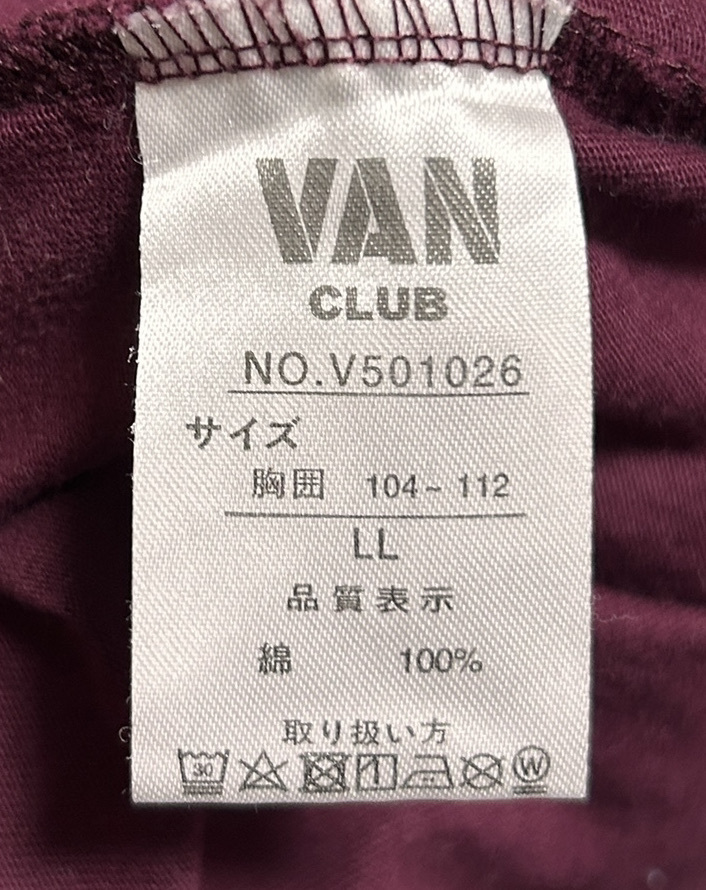 VAN
CLUB
NO.V501026
サイズ
胸囲 104~ 112
LL
品質表示
綿 100%
取り扱い方
30 W